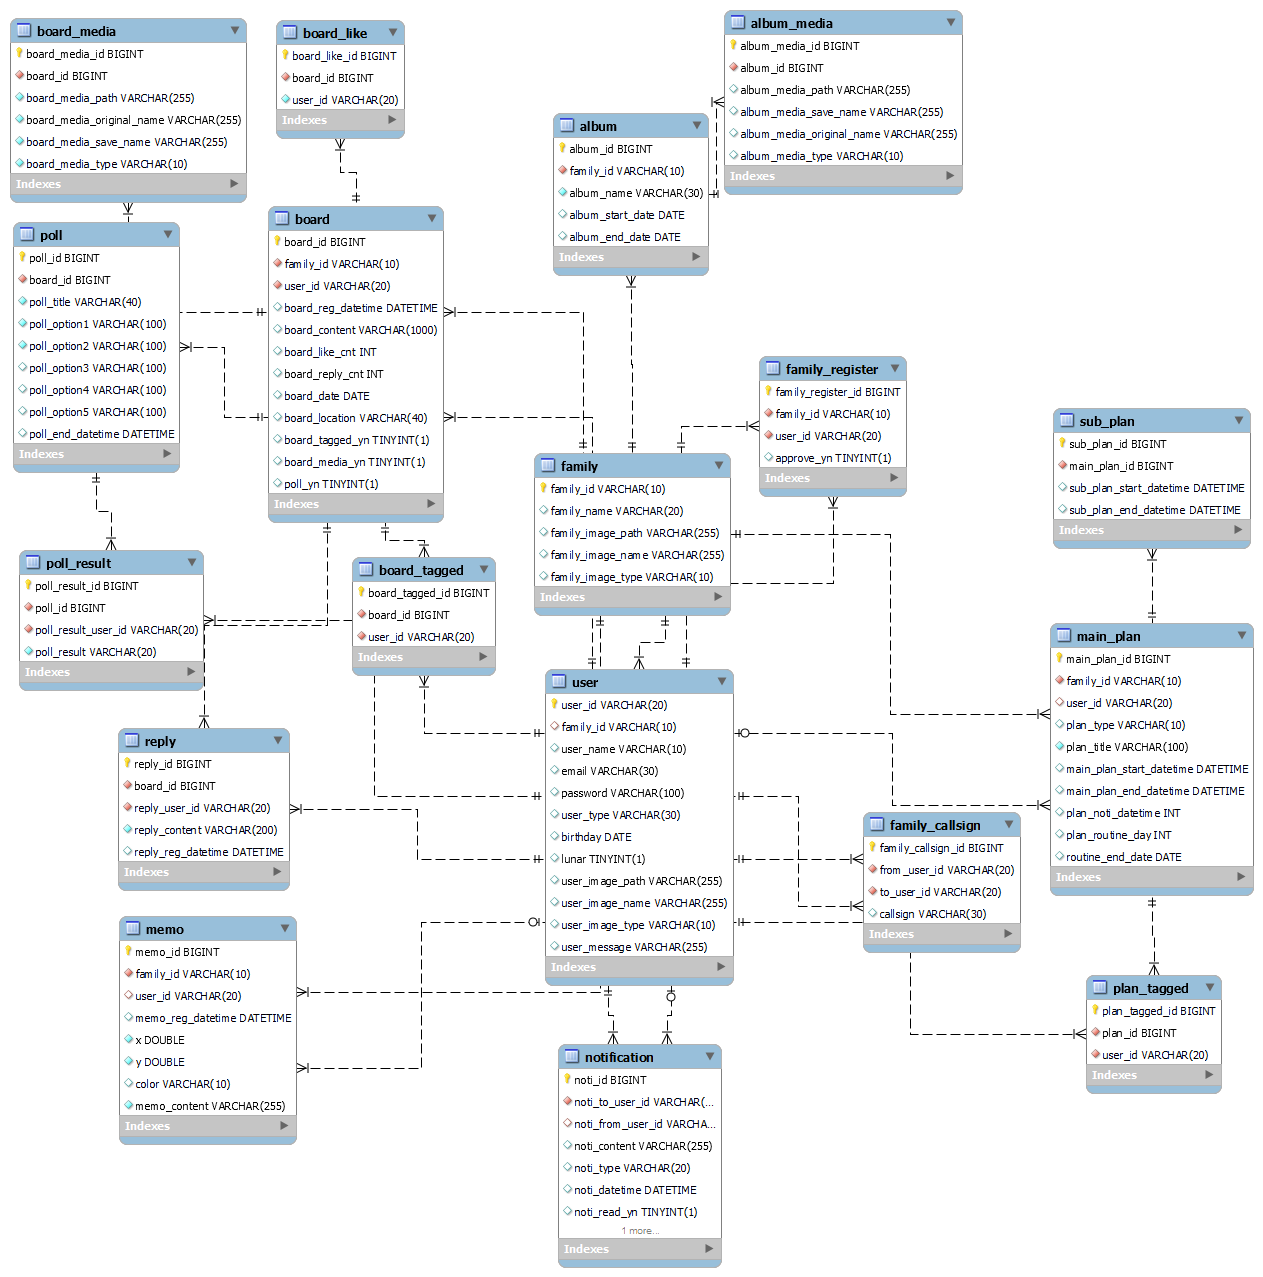 board_media
board_media_id BIGINT
board_id BIGINT
board_media_path VARCHAR(255)
board_media_original_name VARCHAR(255)
board_media_save_name VARCHAR(255)
board_media_type VARCHAR(10)
Indexes
board_like
board_like_id BIGINT
board_id BIGINT
user_id VARCHAR(20)
Indexes
album_media
album_media_id BIGINT
album_id BIGINT
album_media_path VARCHAR(255)
album_media_save_name VARCHAR(255)
album_media_original_name VARCHAR(255)
album_media_type VARCHAR(10)
Indexes
album
album_id BIGINT
family_id VARCHAR(10)
album_name VARCHAR(30)
album_start_date DATE
album_end_date DATE
Indexes
poll
poll_id BIGINT
board_id BIGINT
poll_title VARCHAR(40)
poll_option1 VARCHAR(100)
poll_option2 VARCHAR(100)
poll_option3 VARCHAR(100)
poll_option4 VARCHAR(100)
poll_option5 VARCHAR(100)
poll_end_datetime DATETIME
Indexes
board
board_id BIGINT
family_id VARCHAR(10)
user_id VARCHAR(20)
board_reg_datetime DATETIME
board_content VARCHAR(1000)
board_like_cnt INT
board_reply_cnt INT
board_date DATE
board_location VARCHAR(40)
board_tagged_yn TINYINT(1)
board_media_yn TINYINT(1)
poll_yn TINYINT(1)
Indexes
family_register
family_register_id BIGINT
family_id VARCHAR(10)
user_id VARCHAR(20)
approve_yn TINYINT(1)
Indexes
sub_plan
sub_plan_id BIGINT
main_plan_id BIGINT
sub_plan_start_datetime DATETIME
sub_plan_end_datetime DATETIME
Indexes
family
family_id VARCHAR(10)
family_name VARCHAR(20)
family_image_path VARCHAR(255)
family_image_name VARCHAR(255)
family_image_type VARCHAR(10)
Indexes
poll_result
poll_result_id BIGINT
poll_id BIGINT
poll_result_user_id VARCHAR(20)
poll_result VARCHAR(20)
Indexes
board_tagged
board_tagged_id BIGINT
board_id BIGINT
user_id VARCHAR(20)
Indexes
main_plan
main_plan_id BIGINT
family_id VARCHAR(10)
user_id VARCHAR(20)
plan_type VARCHAR(10)
plan_title VARCHAR(100)
main_plan_start_datetime DATETIME
main_plan_end_datetime DATETIME
plan_noti_datetime INT
plan_routine_day INT
routine_end_date DATE
Indexes
user
user_id VARCHAR(20)
family_id VARCHAR(10)
user_name VARCHAR(10)
email VARCHAR(30)
password VARCHAR(100)
user_type VARCHAR(30)
birthday DATE
lunar TINYINT(1)
user_image_path VARCHAR(255)
user_image_name VARCHAR(255)
user_image_type VARCHAR(10)
user_message VARCHAR(255)
Indexes
reply
reply_id BIGINT
board_id BIGINT
reply_user_id VARCHAR(20)
reply_content VARCHAR(200)
reply_reg_datetime DATETIME
Indexes
family_callsign
family_callsign_id BIGINT
from_user_id VARCHAR(20)
to_user_id VARCHAR(20)
callsign VARCHAR(30)
Indexes
memo
memo_id BIGINT
family_id VARCHAR(10)
user_id VARCHAR(20)
memo_reg_datetime DATETIME
x DOUBLE
y DOUBLE
color VARCHAR(10)
memo_content VARCHAR(255)
Indexes
plan_tagged
plan_tagged_id BIGINT
plan_id BIGINT
user_id VARCHAR(20)
Indexes
notification
noti_id BIGINT
noti_to_user_id VARCHAR(...
noti_from_user_id VARCHA...
noti_content VARCHAR(255)
noti_type VARCHAR(20)
noti_datetime DATETIME
noti_read_yn TINYINT(1)
1 more...
Indexes